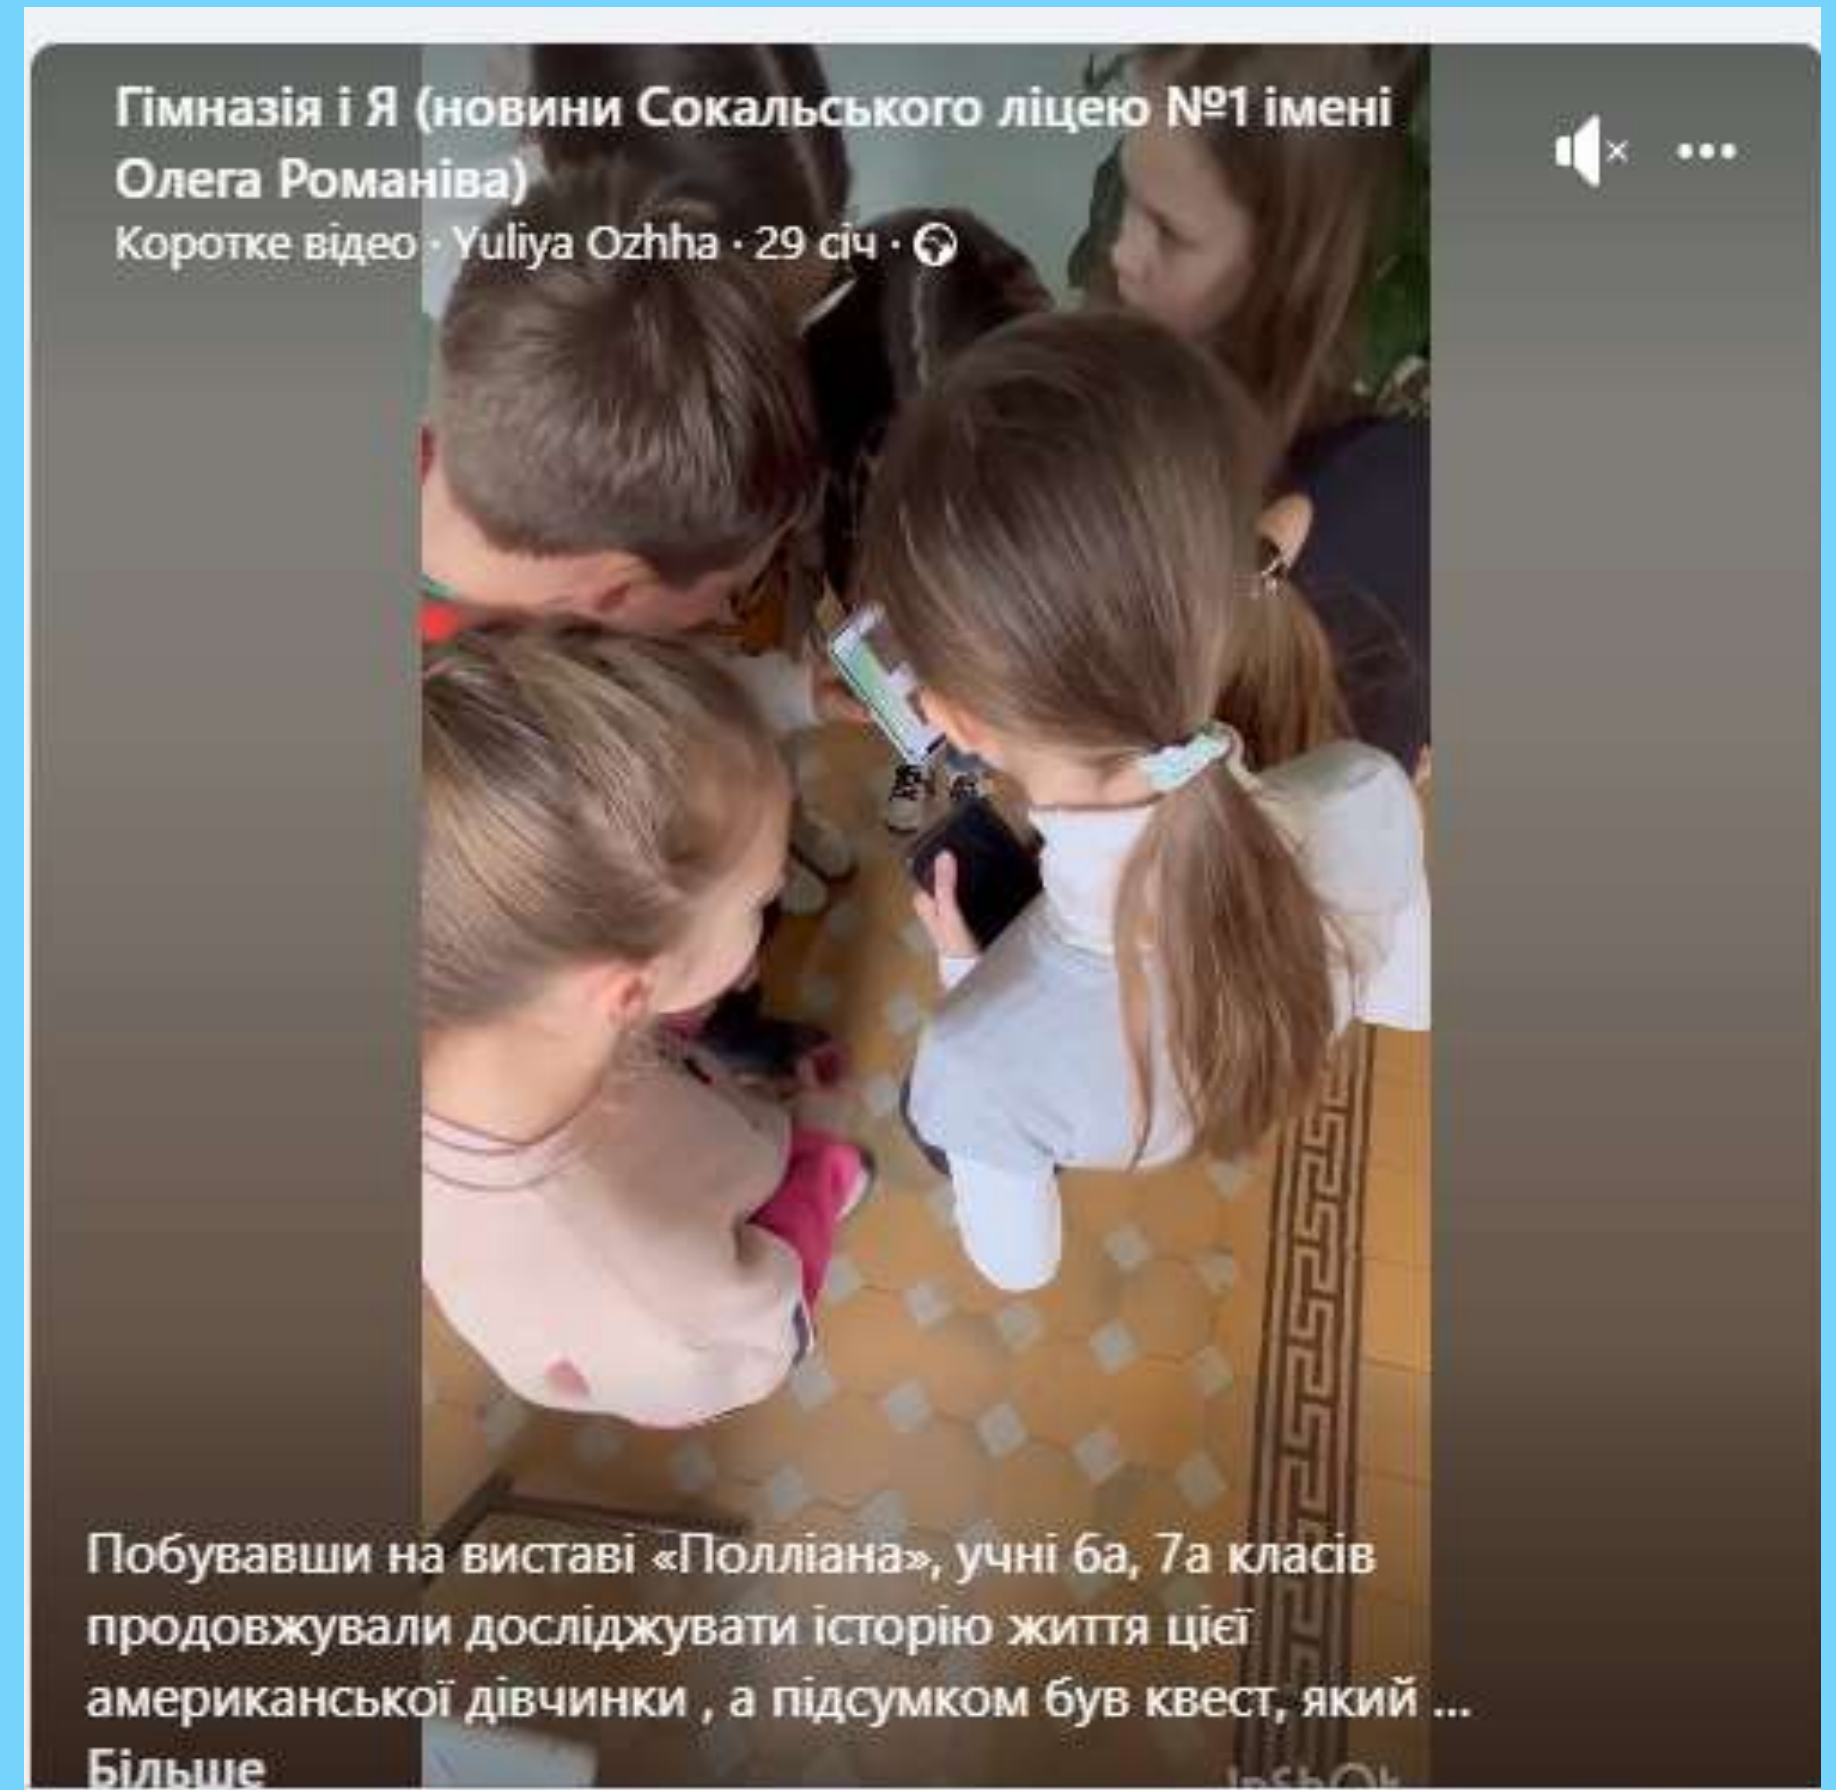 Гімназія і Я (новини Сокальського ліцею №1 імені
Олега Романіва)
Коротке відео · Yuliya Ozhha · 29 січ ·
Побувавши на виставі «Полліана», учні 6а, 7а класів
продовжували досліджувати історію життя цієї
американської дівчинки , а підсумком був квест, який ...
Більше
InShOt